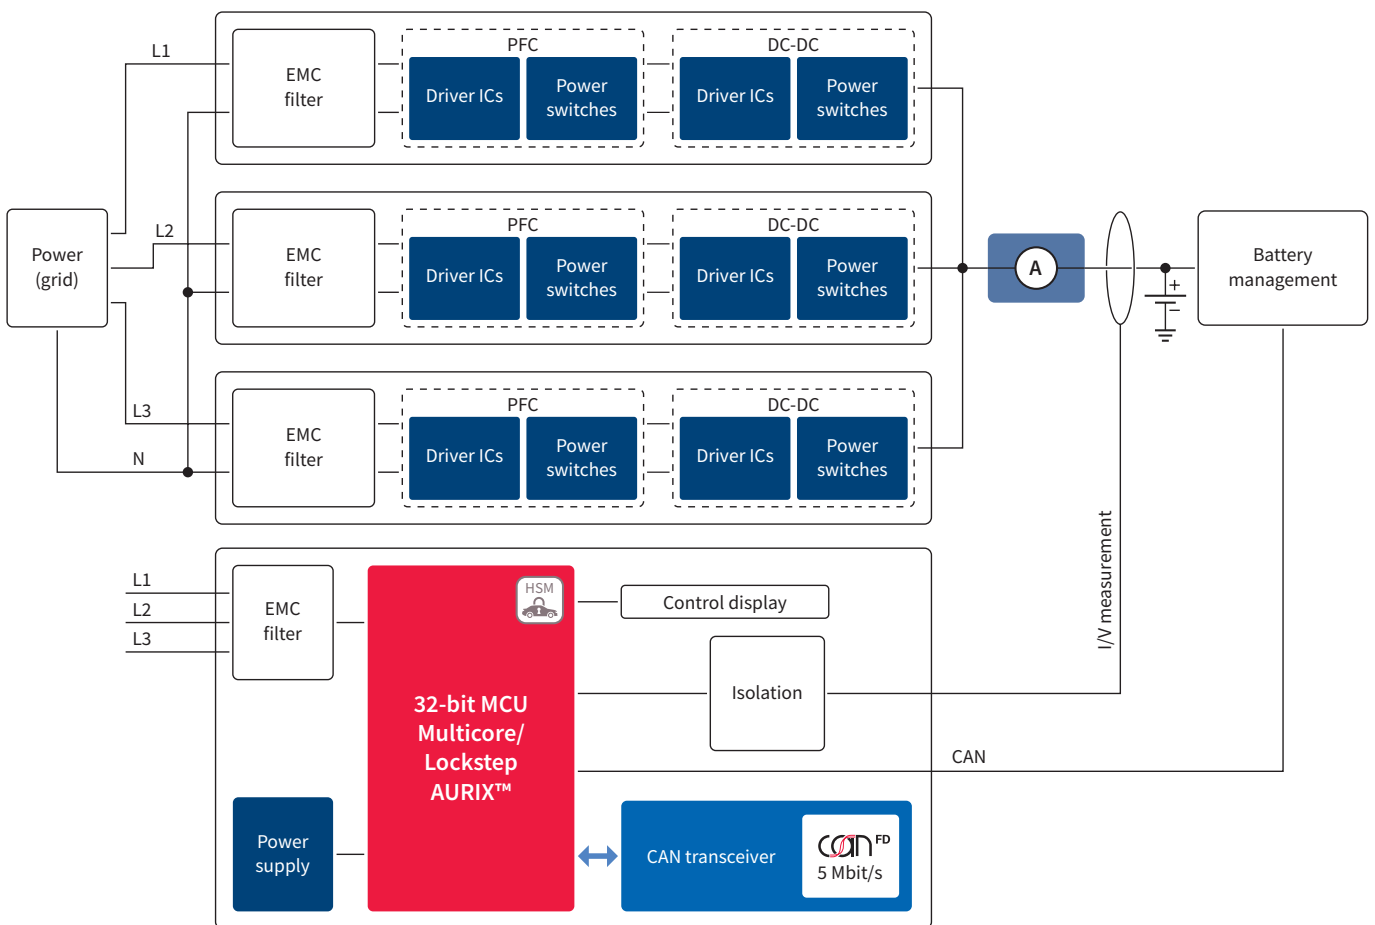 L1
EMC
filter
PFC
Driver ICs
Power
switches
DC-DC
Driver ICs
Power
switches
Power
(grid)
L2
EMC
filter
PFC
Driver ICs
Power
switches
DC-DC
Driver ICs
Power
switches
A
+
−
Battery
management
L3
N
EMC
filter
PFC
Driver ICs
Power
switches
DC-DC
Driver ICs
Power
switches
I/V measurement
L1
L2
L3
EMC
filter
HSM
Control display
32-bit MCU
Multicore/
Lockstep
AURIX™
Isolation
CAN
Power
supply
CAN transceiver
CAN FD
5 Mbit/s